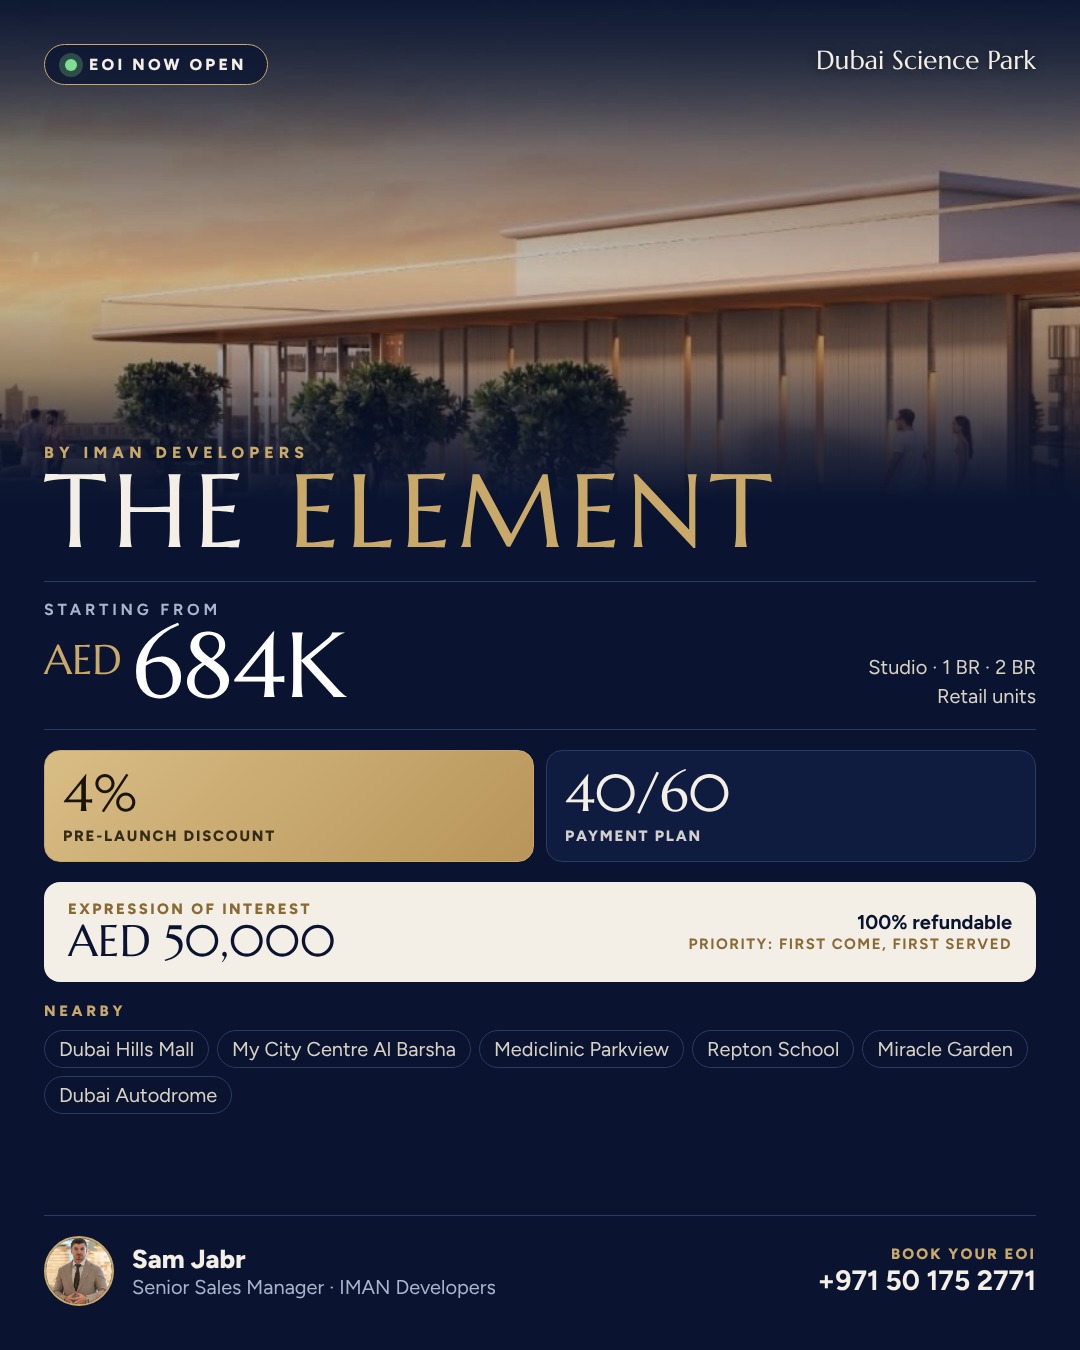 EOI NOW OPEN
Dubai Science Park
BY IMAN DEVELOPERS
THE ELEMENT
STARTING FROM
AED 684K
Studio · 1 BR · 2 BR
Retail units
4%
PRE-LAUNCH DISCOUNT
40/60
PAYMENT PLAN
EXPRESSION OF INTEREST
AED 50,000
100% refundable
PRIORITY: FIRST COME, FIRST SERVED
NEARBY
Dubai Hills Mall
My City Centre Al Barsha
Mediclinic Parkview
Repton School
Miracle Garden
Dubai Autodrome
Sam Jabr
Senior Sales Manager · IMAN Developers
BOOK YOUR EOI
+971 50 175 2771